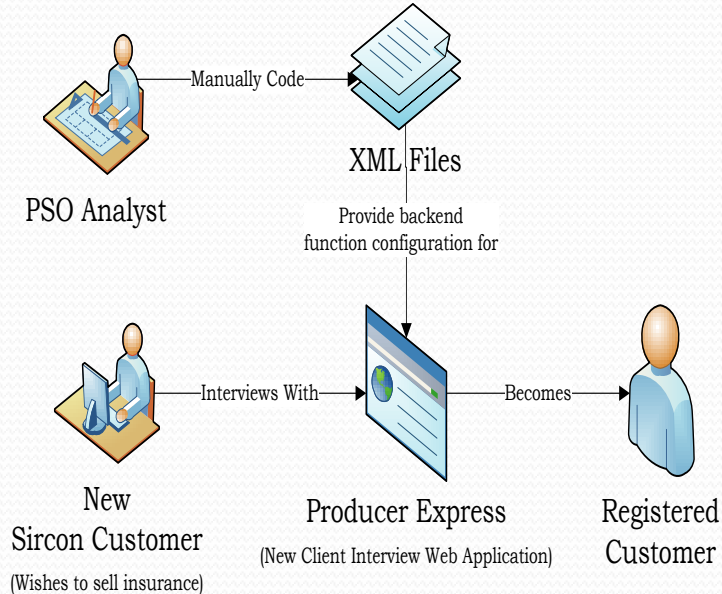 Manually Code
XML Files
PSO Analyst
Provide backend
function configuration for
Interviews With
Becomes
New
Sircon Customer
(Wishes to sell insurance)
Producer Express
(New Client Interview Web Application)
Registered
Customer